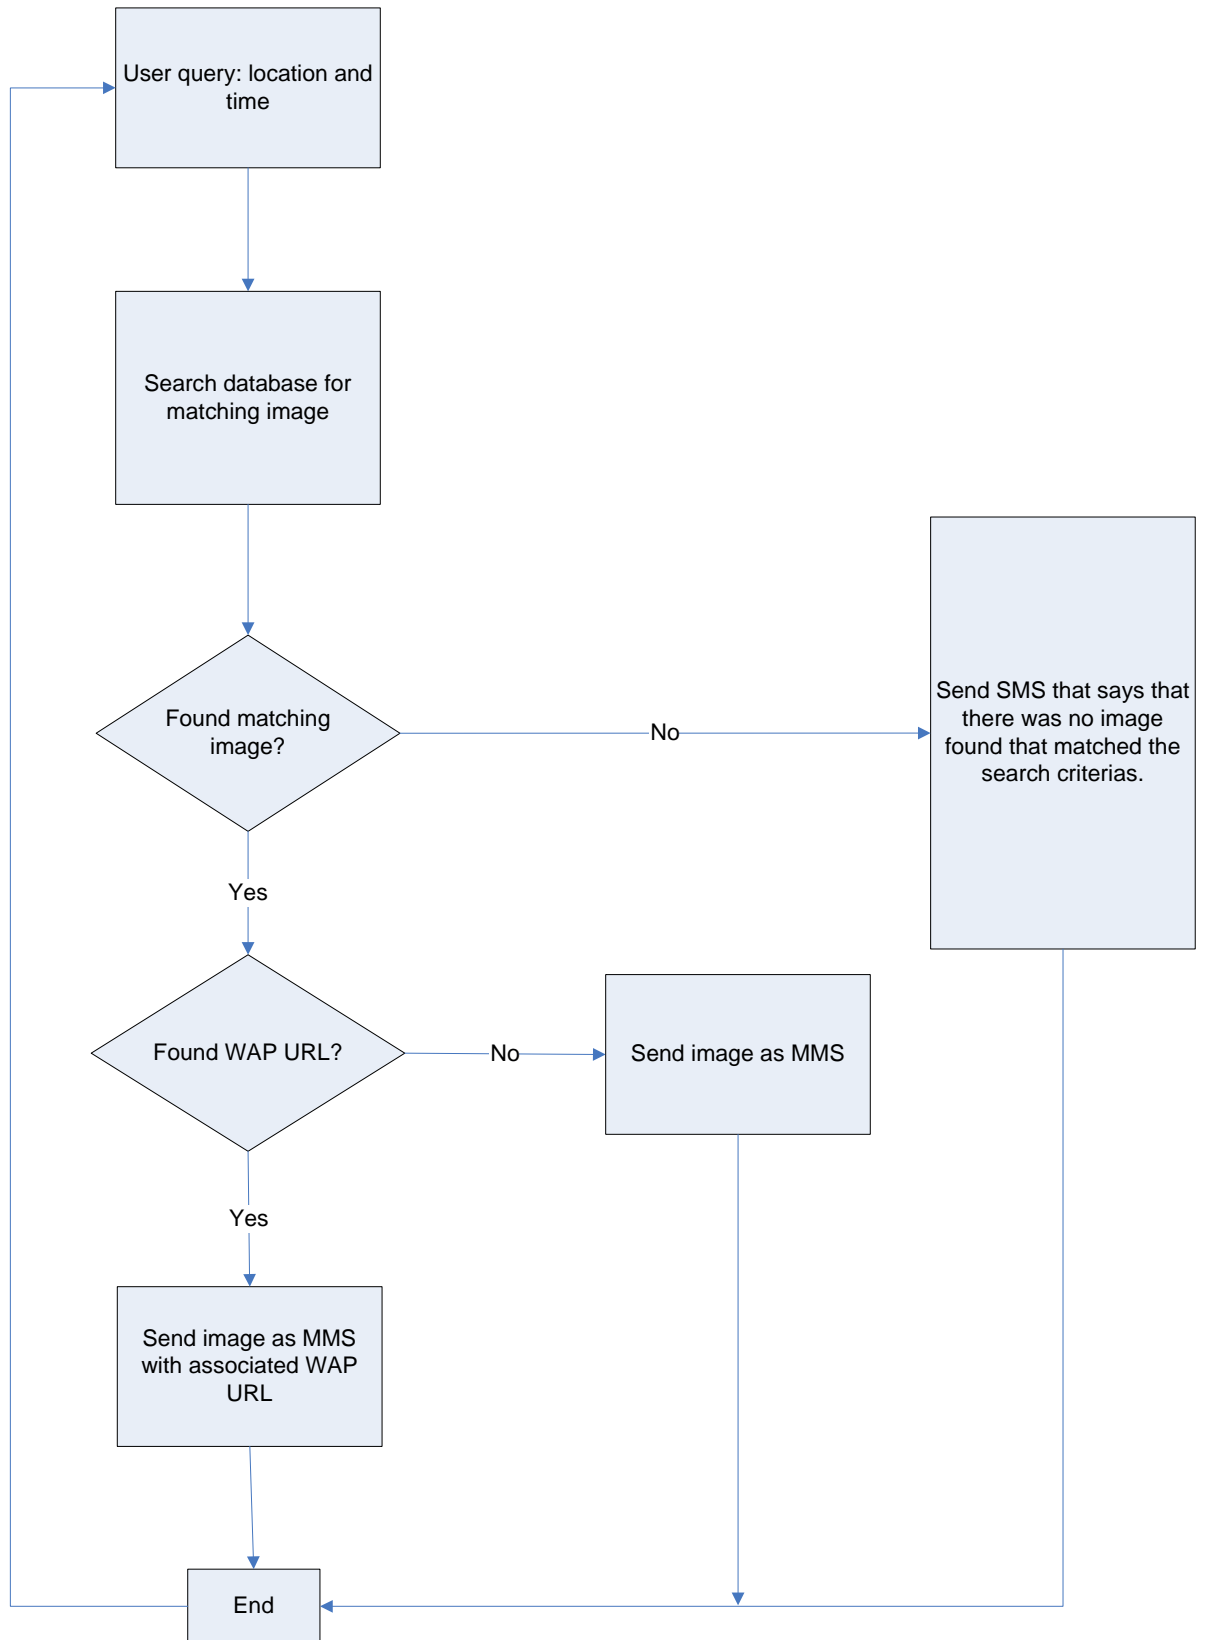 User query: location and
time
Search database for
matching image
Found matching
image?
No
Send SMS that says that
there was no image
found that matched the
search criterias.
Yes
Found WAP URL?
No
Send image as MMS
Yes
Send image as MMS
with associated WAP
URL
End